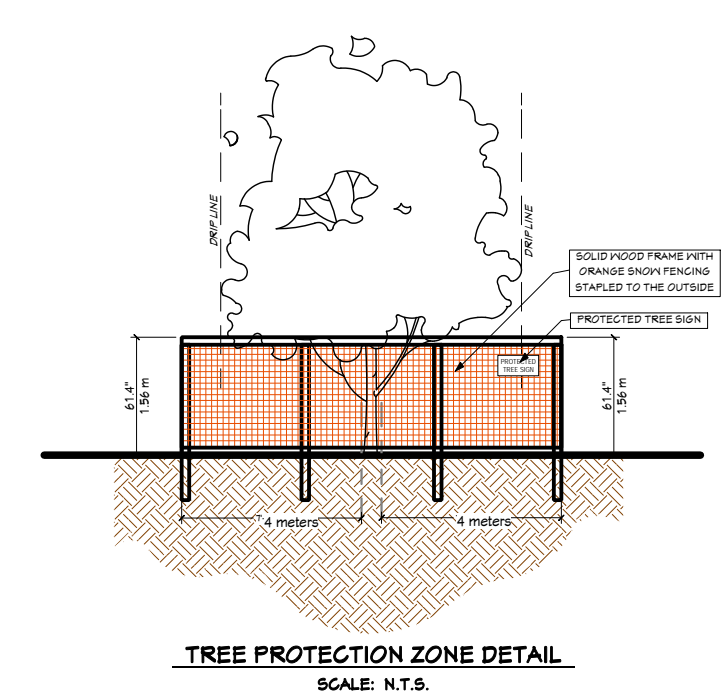 DRIP LINE
DRIP LINE
SOLID WOOD FRAME WITH
ORANGE SNOW FENCING
STAPLED TO THE OUTSIDE
PROTECTED TREE SIGN
PROTECTED
TREE SIGN
61.4"
1.56 m
61.4"
1.56 m
4 meters
4 meters
TREE PROTECTION ZONE DETAIL
SCALE: N.T.S.